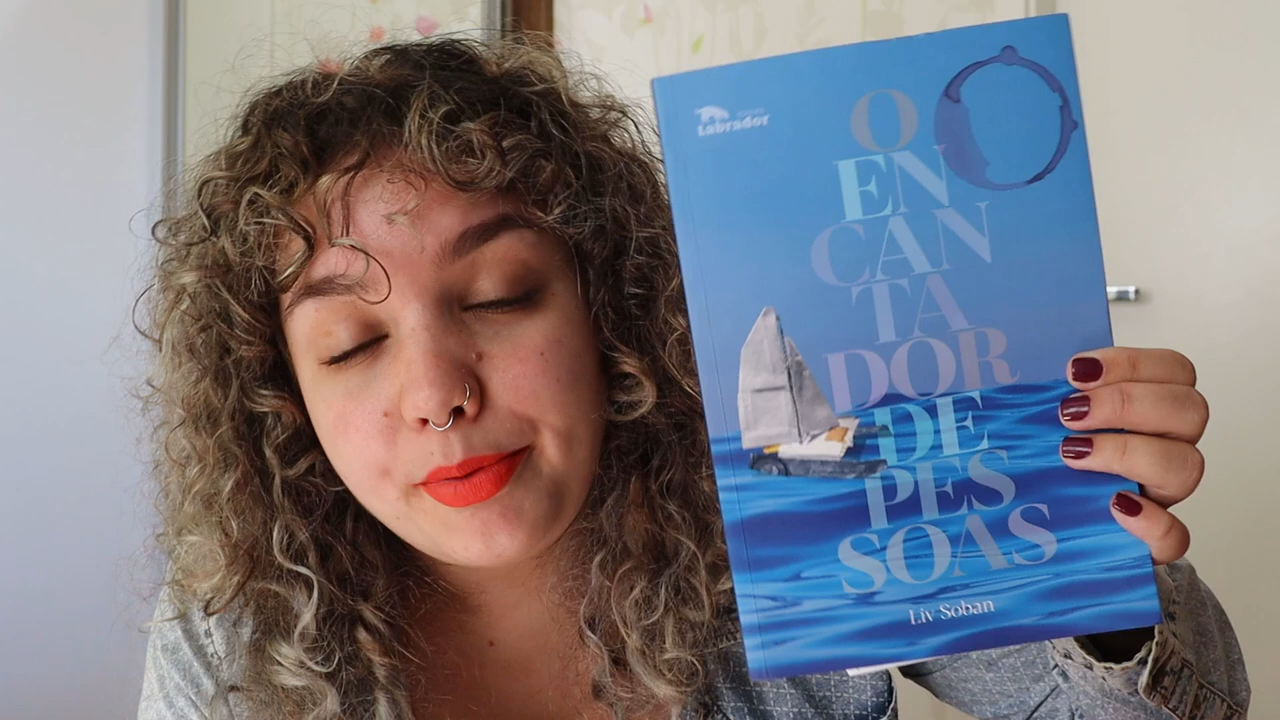 Labrador
O
EN
CAN
TA
DOR
DE
PES
SOAS
Liv Soban